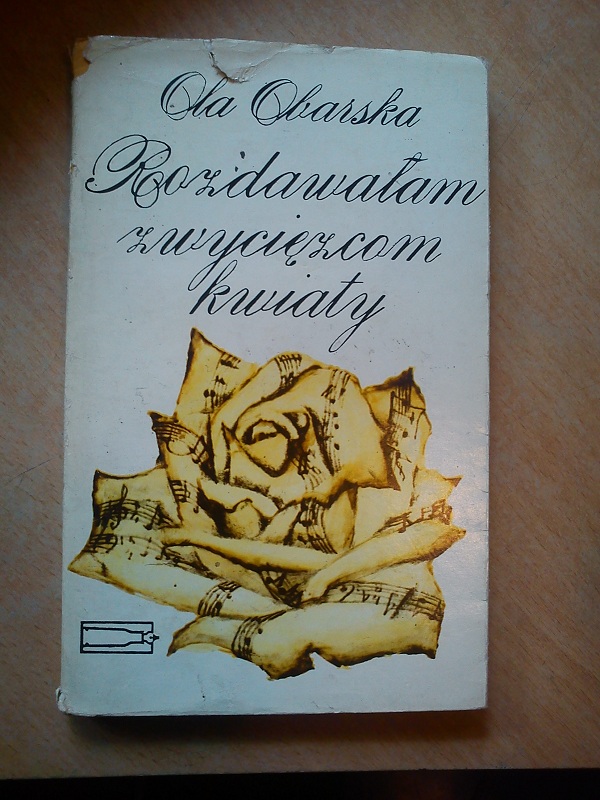 Ola Obarska
Rozdawałam
zwycięzcom
kwiaty